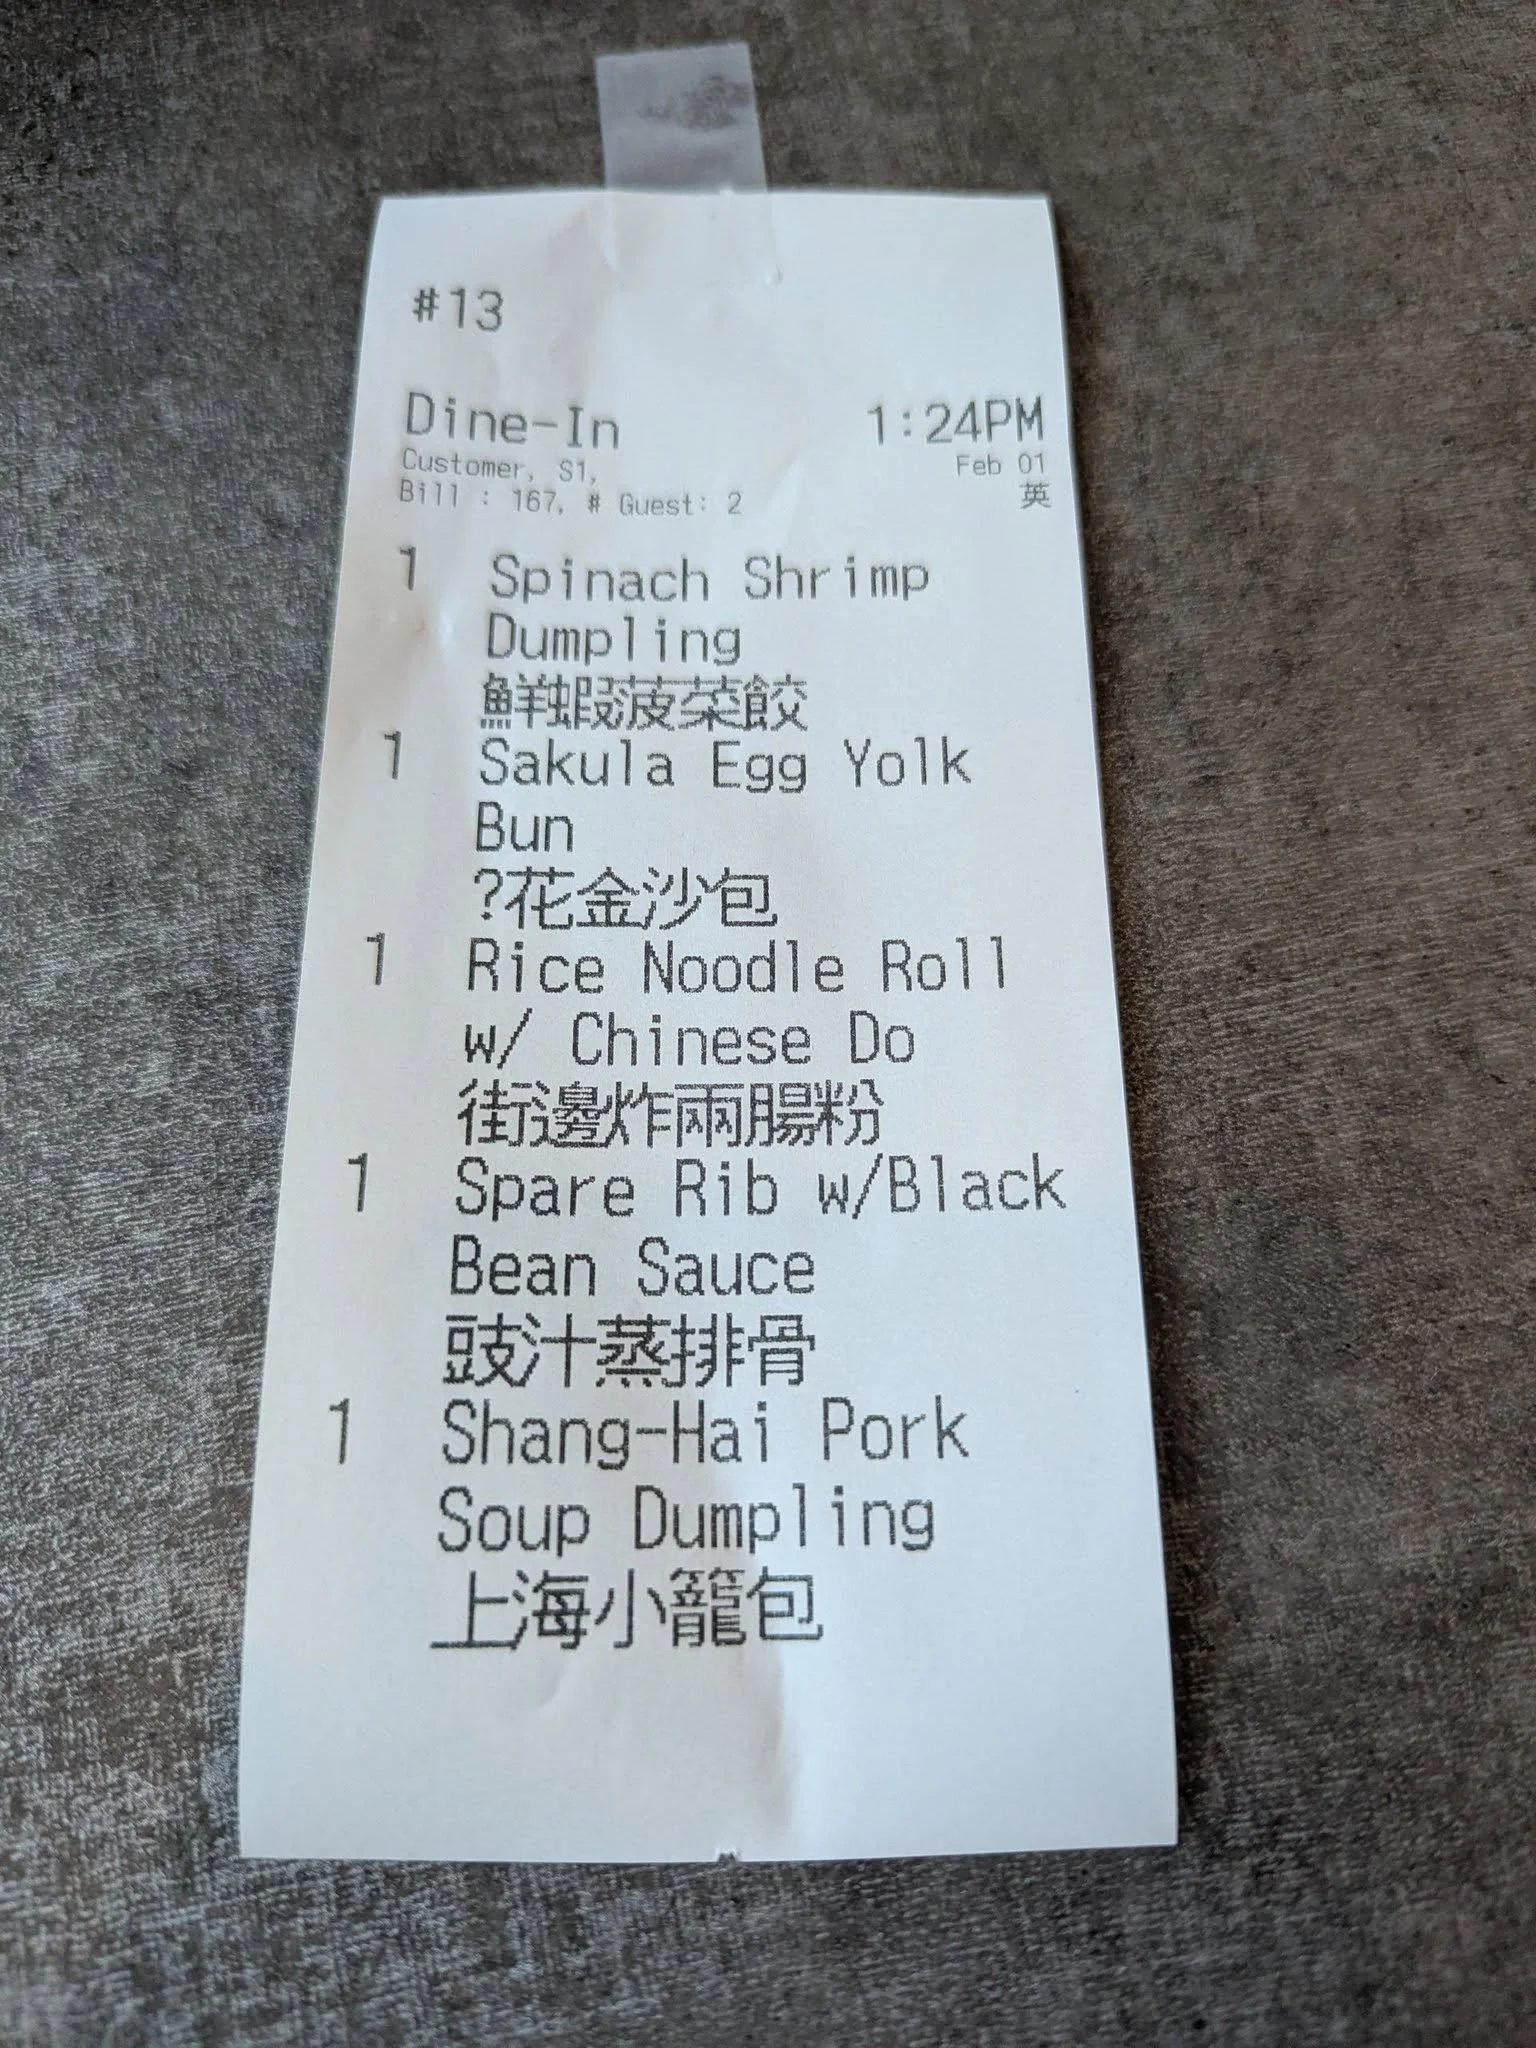 #13
Dine-In 1:24PM
Customer, S1, Feb 01
Bill : 167, # Guest: 2 英
1 Spinach Shrimp
Dumpling
鮮蝦菠菜餃
1 Sakula Egg Yolk
Bun
?花金沙包
1 Rice Noodle Roll
w/ Chinese Do
街邊炸兩腸粉
1 Spare Rib w/Black
Bean Sauce
豉汁蒸排骨
1 Shang-Hai Pork
Soup Dumpling
上海小籠包